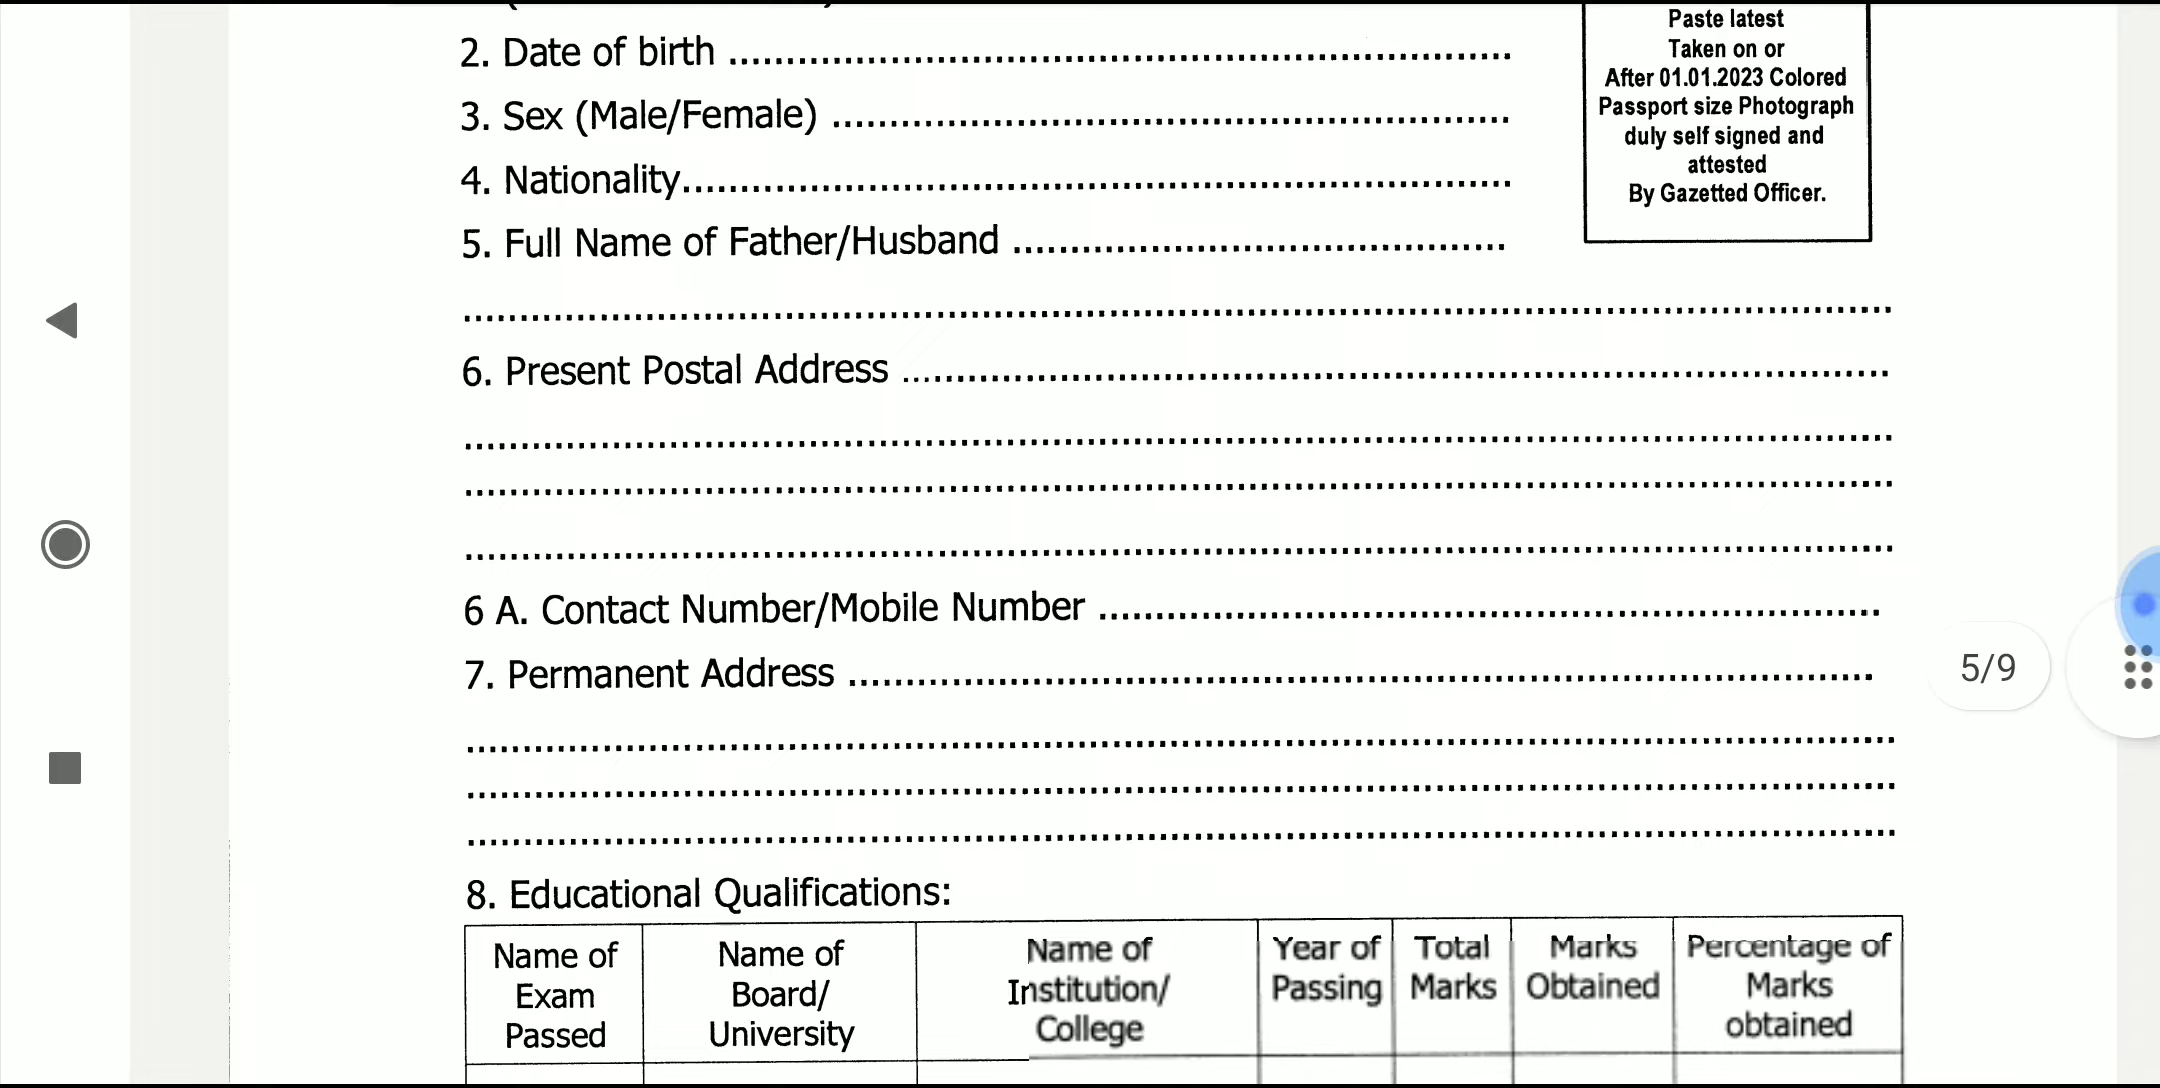 2. Date of birth ................................................................
3. Sex (Male/Female) ................................................................
4. Nationality................................................................
5. Full Name of Father/Husband ................................................
................................................................................................
6. Present Postal Address ................................................................
................................................................................................
................................................................................................
................................................................................................
6 A. Contact Number/Mobile Number ................................................
7. Permanent Address ................................................................
................................................................................................
................................................................................................
................................................................................................
8. Educational Qualifications:
Name of Exam Passed
Name of Board/ University
Name of Institution/ College
Year of Passing
Total Marks
Marks Obtained
Percentage of Marks obtained
Paste latest
Taken on or
After 01.01.2023 Colored
Passport size Photograph
duly self signed and
attested
By Gazetted Officer.
5/9